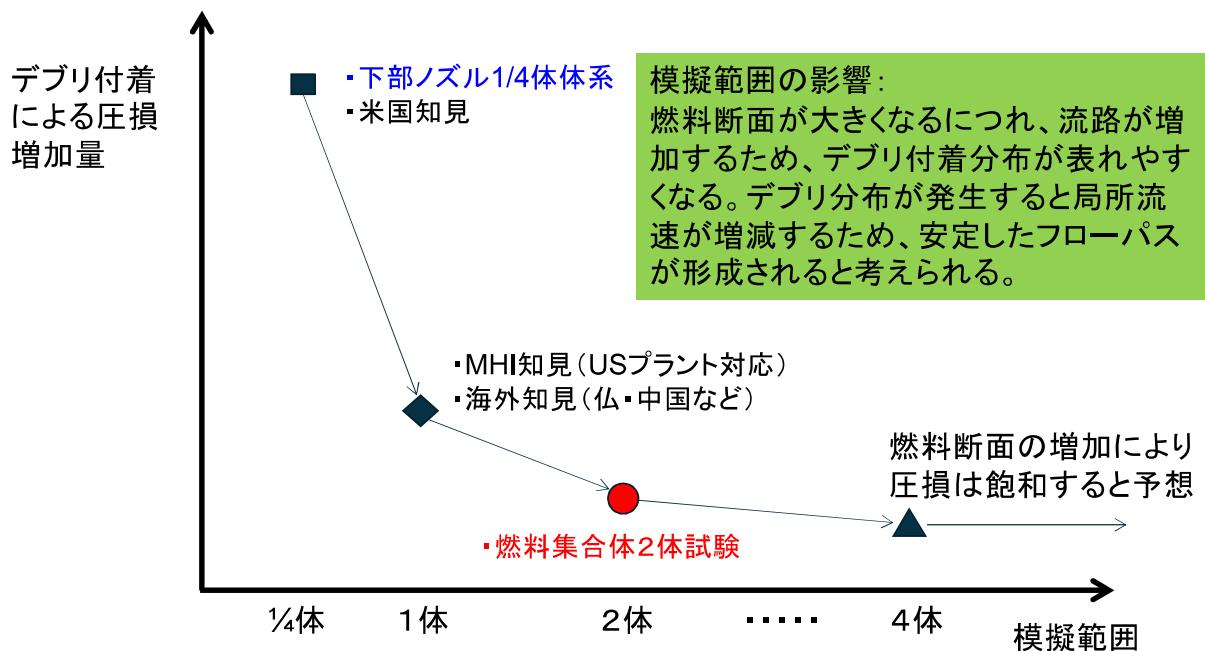 デブリ付着
による圧損
増加量
・下部ノズル1/4体体系
・米国知見
模擬範囲の影響：
燃料断面が大きくなるにつれ、流路が増
加するため、デブリ付着分布が表れやす
くなる。デブリ分布が発生すると局所流
速が増減するため、安定したフローパス
が形成されると考えられる。
・MHI知見（USプラント対応）
・海外知見（仏・中国など）
燃料断面の増加により
圧損は飽和すると予想
・燃料集合体２体試験
¼体
１体
２体
・・・・・
４体
模擬範囲